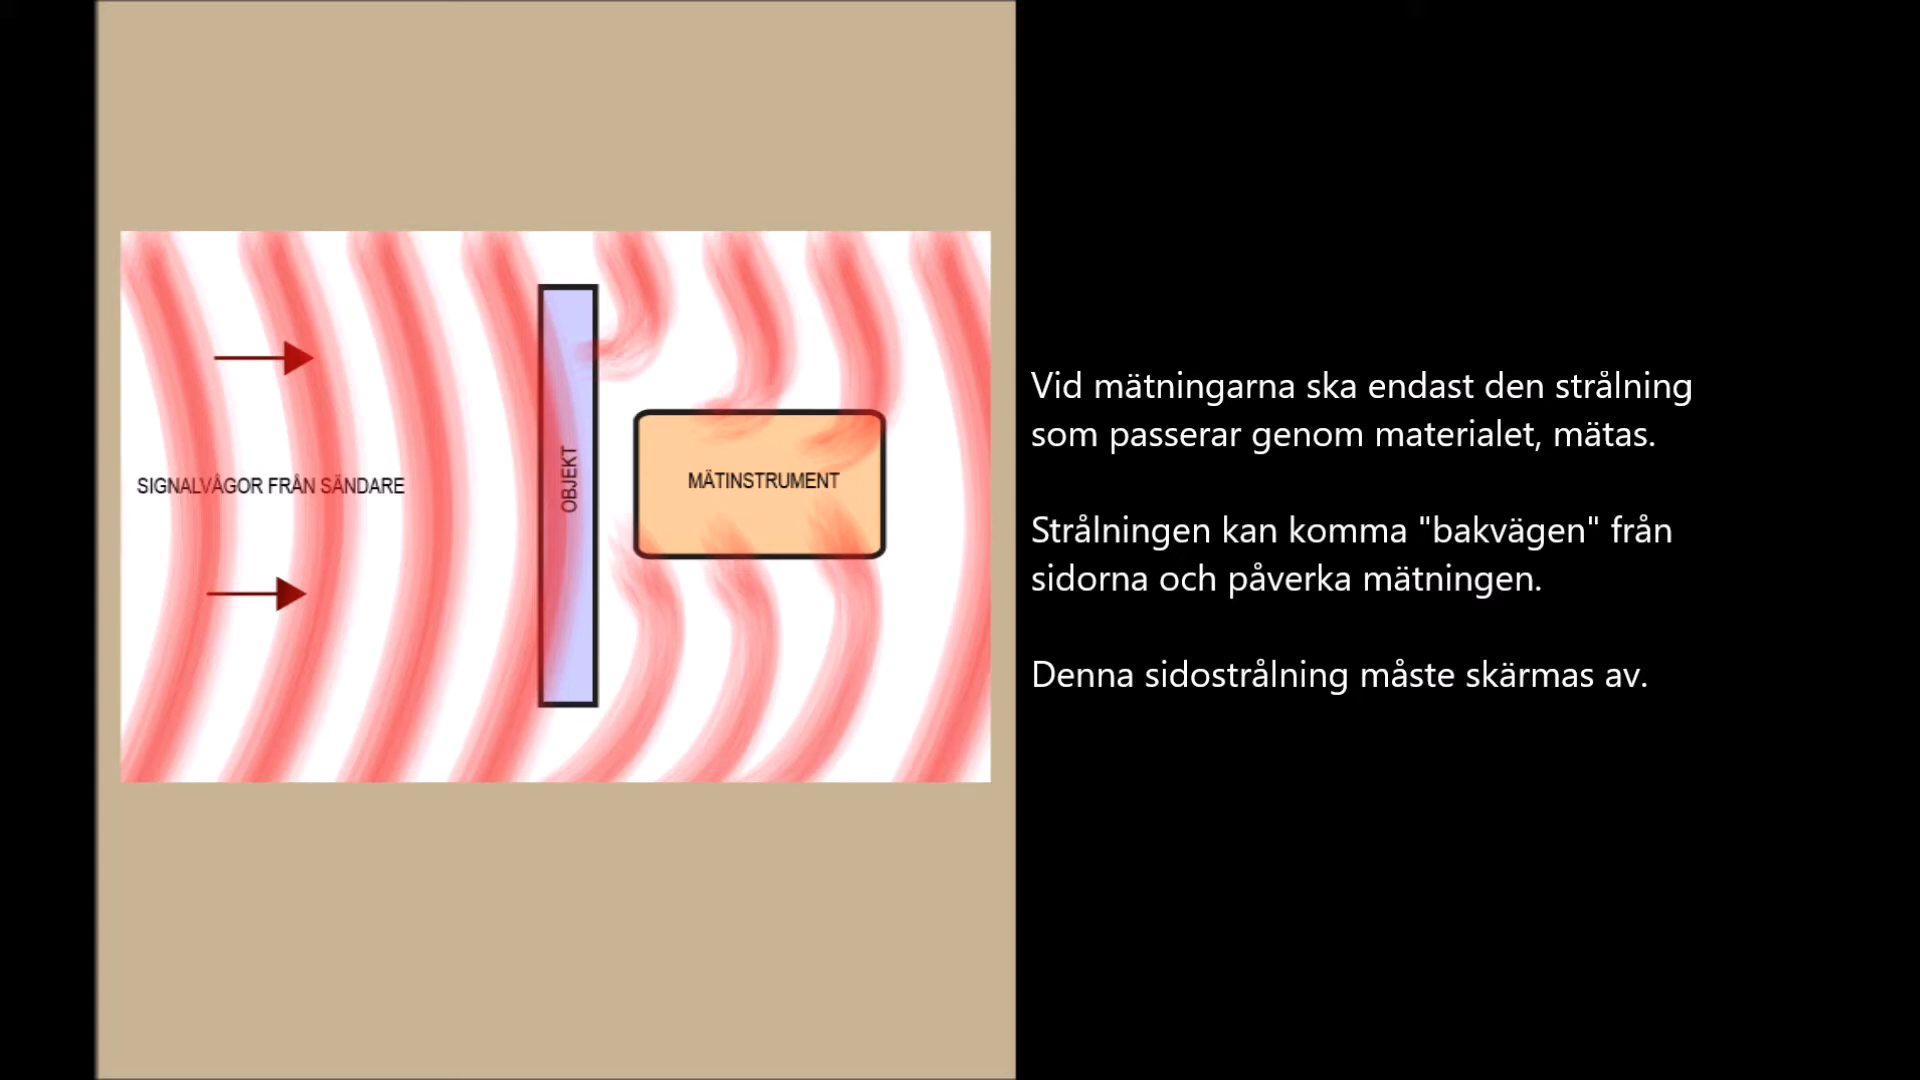 SIGNALVÅGOR FRÅN SÄNDARE
OBJEKT
MÄTINSTRUMENT
Vid mätningarna ska endast den strålning
som passerar genom materialet, mätas.
Strålningen kan komma "bakvägen" från
sidorna och påverka mätningen.
Denna sidostrålning måste skärmas av.